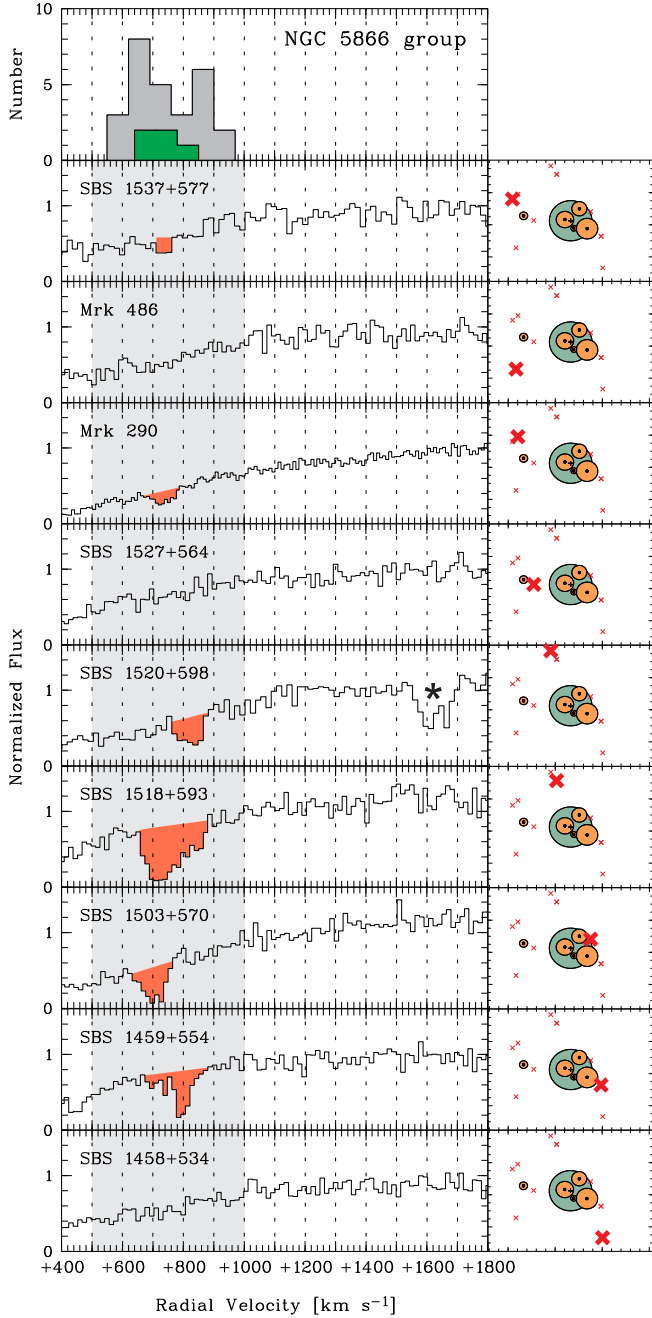 10
NGC 5866 group
Number
5
0
SBS 1537+577
1
0
Mrk 486
1
0
Mrk 290
1
0
SBS 1527+564
1
0
SBS 1520+598
1
*
0
Normalized Flux
SBS 1518+593
1
0
SBS 1503+570
1
0
SBS 1459+554
1
0
SBS 1458+534
1
0
+400 +600 +800 +1000 +1200 +1400 +1600 +1800
Radial Velocity [km s⁻¹]